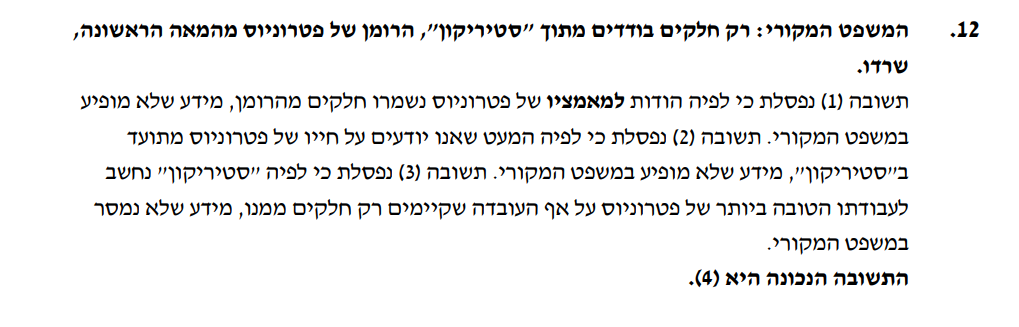 12. המשפט המקורי: רק חלקים בודדים מתוך "סטיריקון", הרומן של פטרוניוס מהמאה הראשונה,
שרדו.
תשובה (1) נפסלת כי לפיה הודות למאמציו של פטרוניוס נשמרו חלקים מהרומן, מידע שלא מופיע
במשפט המקורי. תשובה (2) נפסלת כי לפיה המעט שאנו יודעים על חייו של פטרוניוס מתועד
ב"סטיריקון", מידע שלא מופיע במשפט המקורי. תשובה (3) נפסלת כי לפיה "סטיריקון" נחשב
לעבודתו הטובה ביותר של פטרוניוס על אף העובדה שקיימים רק חלקים ממנו, מידע שלא נמסר
במשפט המקורי.
התשובה הנכונה היא (4).